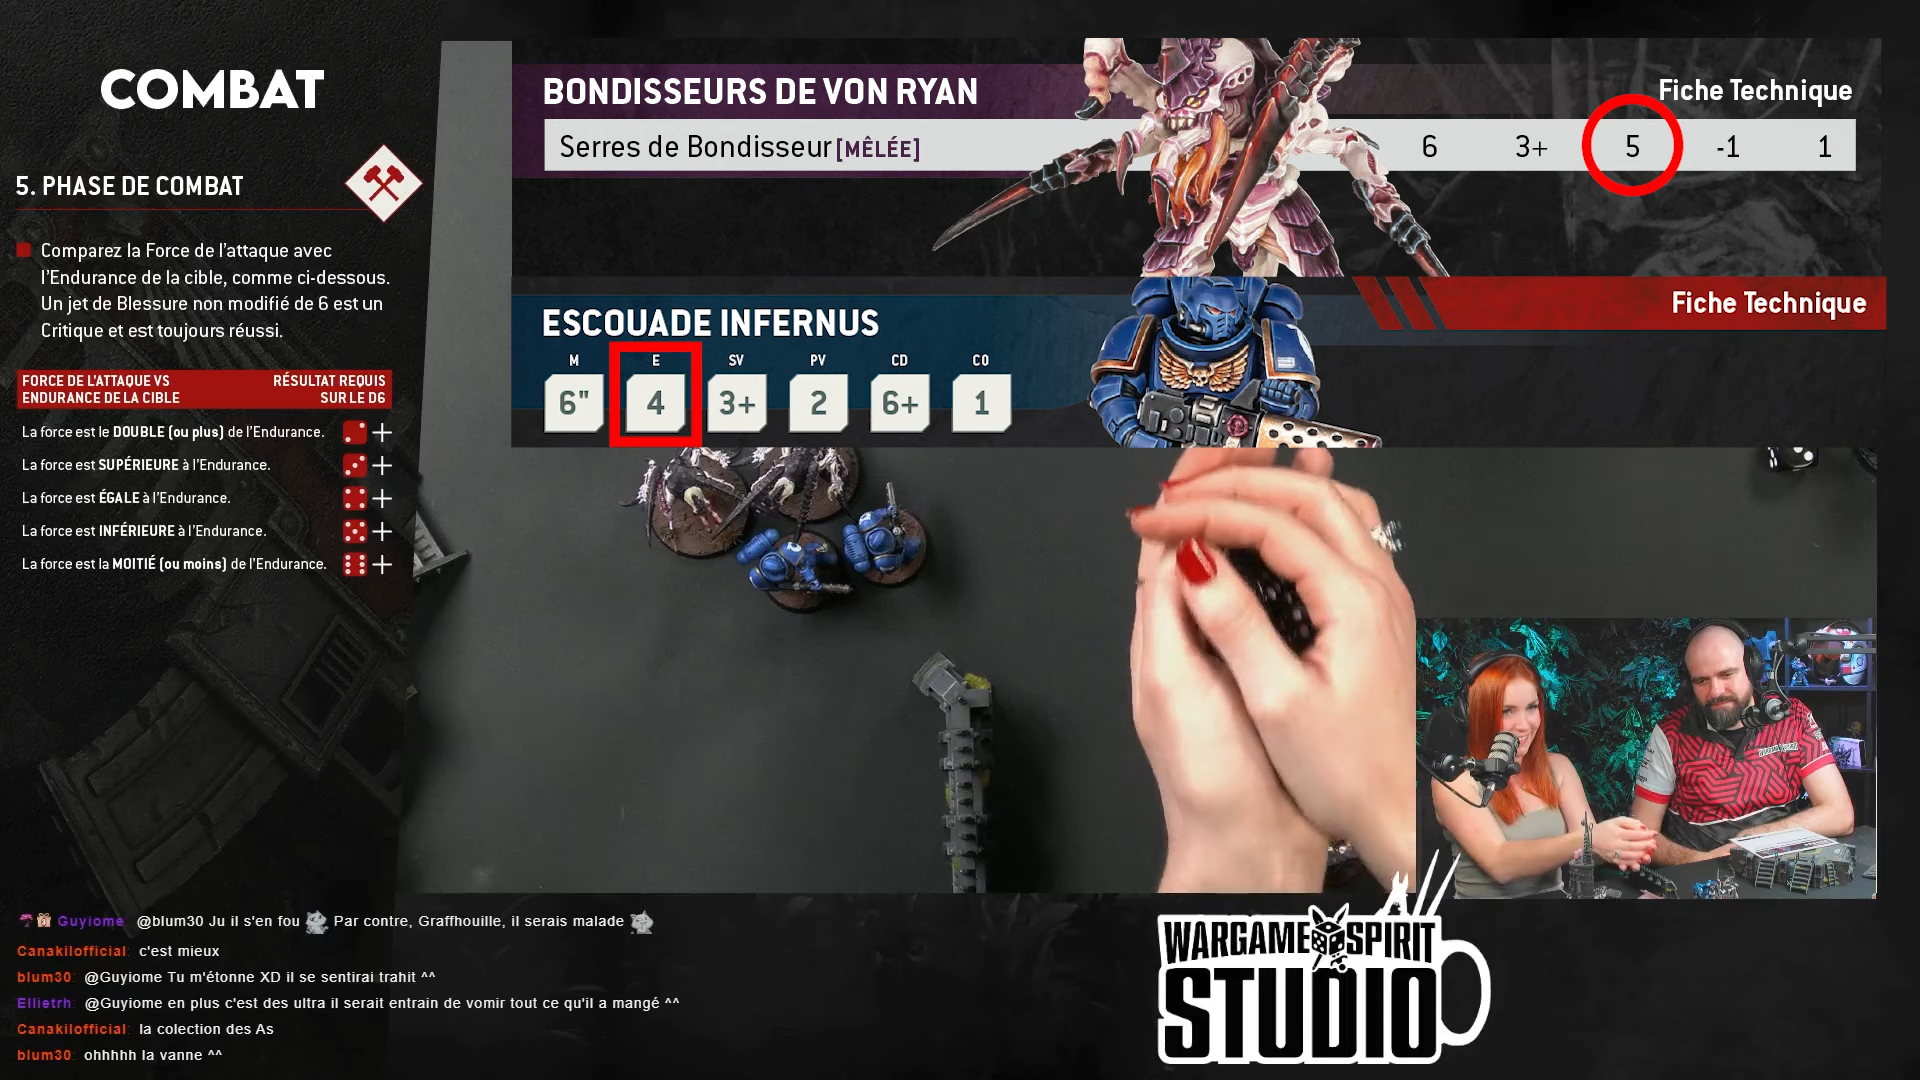 COMBAT
5. PHASE DE COMBAT
Comparez la Force de l'attaque avec
l'Endurance de la cible, comme ci-dessous.
Un jet de Blessure non modifié de 6 est un
Critique et est toujours réussi.
FORCE DE L'ATTAQUE VS
ENDURANCE DE LA CIBLE
RÉSULTAT REQUIS
SUR LE D6
La force est le DOUBLE (ou plus) de l'Endurance. +
La force est SUPÉRIEURE à l'Endurance. +
La force est ÉGALE à l'Endurance. +
La force est INFÉRIEURE à l'Endurance. +
La force est la MOITIÉ (ou moins) de l'Endurance. +
BONDISSEURS DE VON RYAN
Fiche Technique
Serres de Bondisseur [MÊLÉE] 6 3+ 5 -1 1
ESCOUADE INFERNUS
Fiche Technique
M E SV PV CD CO
6" 4 3+ 2 6+ 1
Guyiome: @blum30 Ju il s'en fou Par contre, Graffhouille, il serais malade
Canakilofficial: c'est mieux
blum30: @Guyiome Tu m'étonne XD il se sentirai trahit ^^
Ellietrh: @Guyiome en plus c'est des ultra il serait entrain de vomir tout ce qu'il a mangé ^^
Canakilofficial: la colection des As
blum30: ohhhhh la vanne ^^
WARGAME SPIRIT
STUDIO